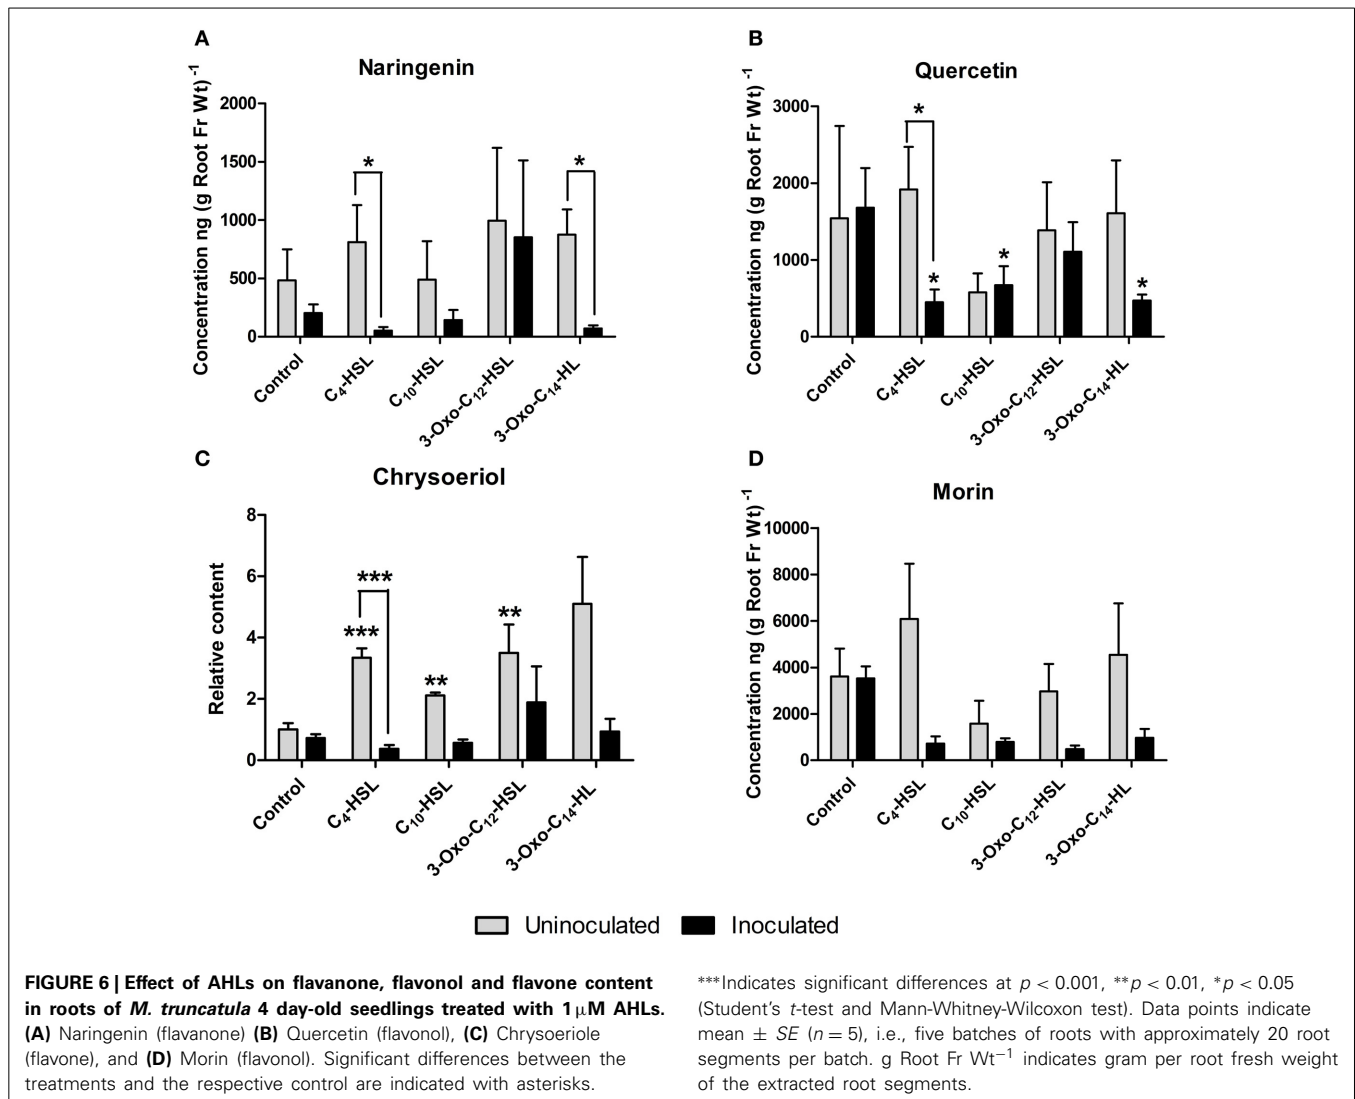 A
Naringenin
Concentration ng (g Root Fr Wt)⁻¹
2000
1500
1000
500
0
*
*
Control
C₄-HSL
C₁₀-HSL
3-Oxo-C₁₂-HSL
3-Oxo-C₁₄-HL
B
Quercetin
Concentration ng (g Root Fr Wt)⁻¹
3000
2000
1000
0
*
*
*
*
Control
C₄-HSL
C₁₀-HSL
3-Oxo-C₁₂-HSL
3-Oxo-C₁₄-HL
C
Chrysoeriol
Relative content
8
6
4
2
0
***
***
**
**
Control
C₄-HSL
C₁₀-HSL
3-Oxo-C₁₂-HSL
3-Oxo-C₁₄-HL
D
Morin
Concentration ng (g Root Fr Wt)⁻¹
10000
8000
6000
4000
2000
0
Control
C₄-HSL
C₁₀-HSL
3-Oxo-C₁₂-HSL
3-Oxo-C₁₄-HL
Uninoculated Inoculated
FIGURE 6 | Effect of AHLs on flavanone, flavonol and flavone content
in roots of M. truncatula 4 day-old seedlings treated with 1 μM AHLs.
(A) Naringenin (flavanone) (B) Quercetin (flavonol), (C) Chrysoeriole
(flavone), and (D) Morin (flavonol). Significant differences between the
treatments and the respective control are indicated with asterisks.
***Indicates significant differences at p < 0.001, **p < 0.01, *p < 0.05
(Student's t-test and Mann-Whitney-Wilcoxon test). Data points indicate
mean ± SE (n = 5), i.e., five batches of roots with approximately 20 root
segments per batch. g Root Fr Wt⁻¹ indicates gram per root fresh weight
of the extracted root segments.